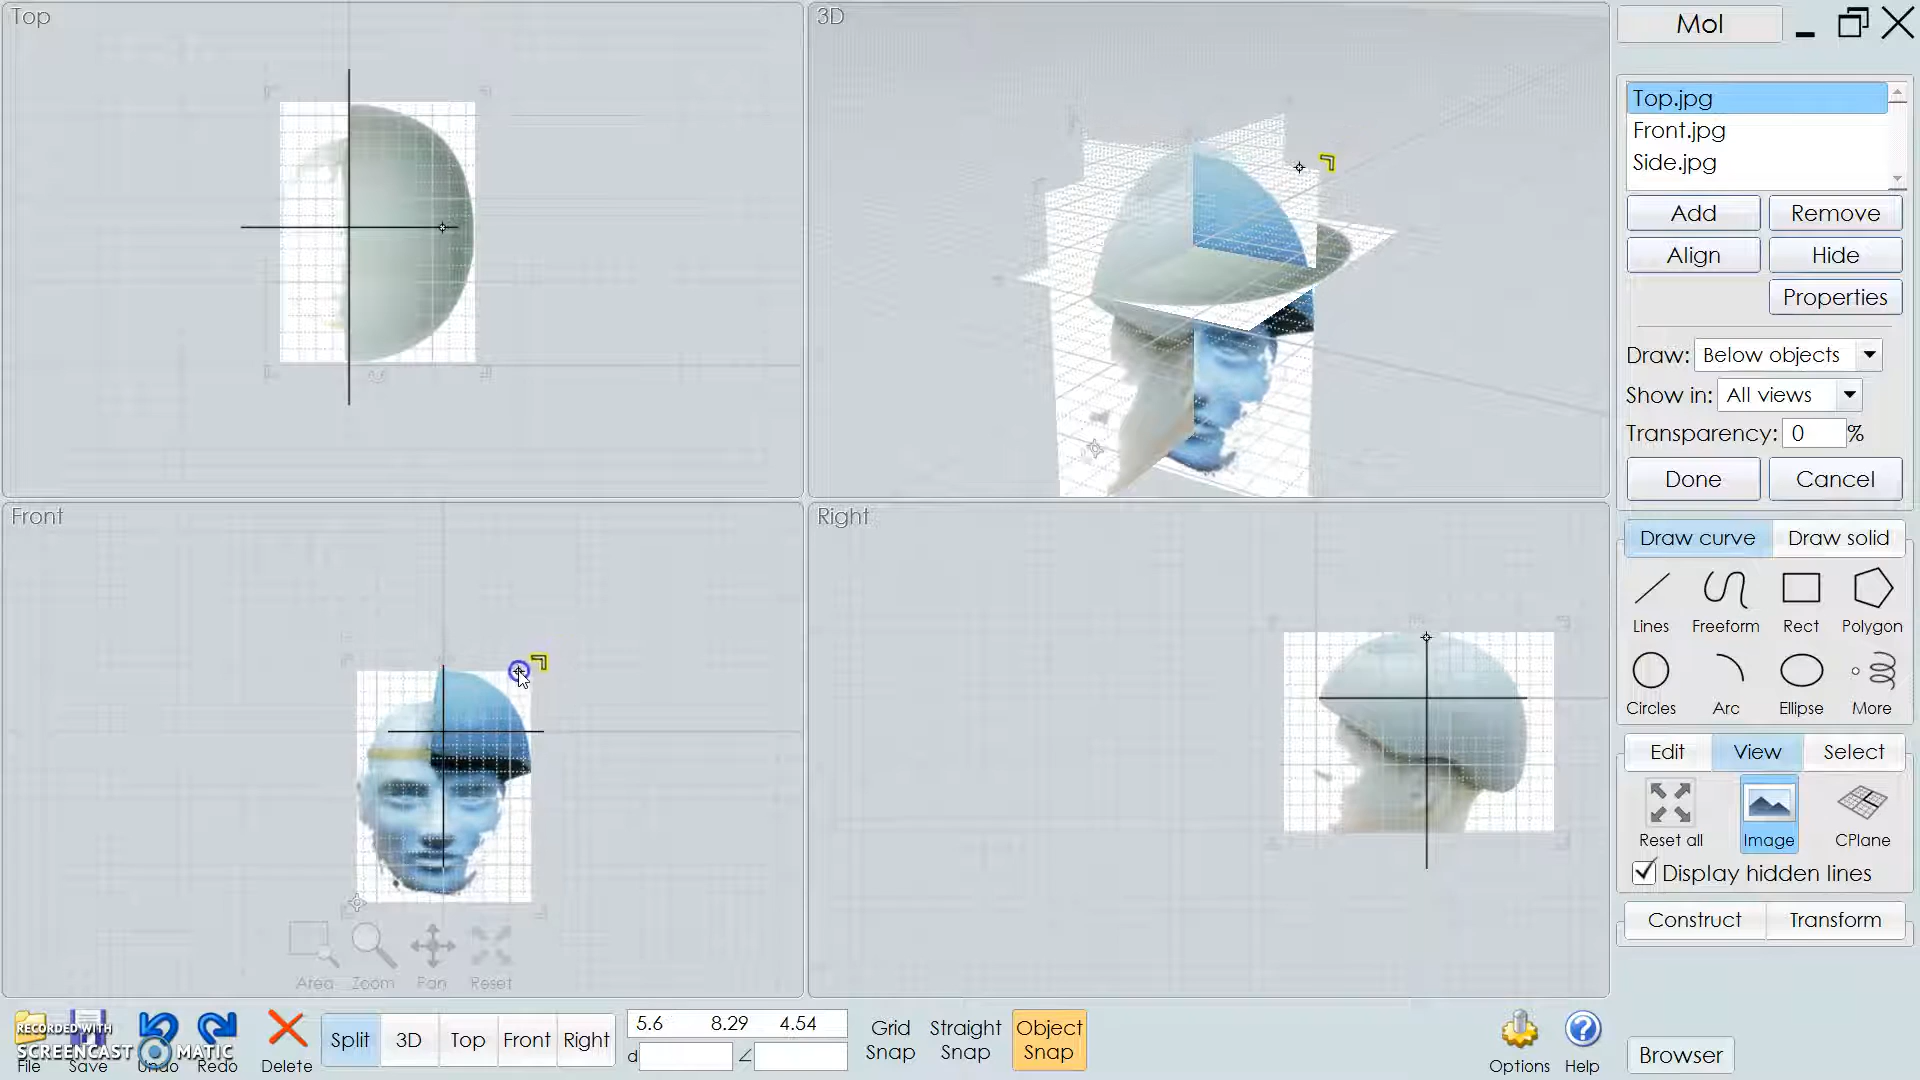 Top
3D
MoI
Top.jpg
Front.jpg
Side.jpg
Add
Remove
Align
Hide
Properties
Draw: Below objects
Show in: All views
Transparency: 0 %
Done
Cancel
Front
Right
Draw curve
Draw solid
Lines
Freeform
Rect
Polygon
Circles
Arc
Ellipse
More
Edit
View
Select
Reset all
Image
CPlane
Display hidden lines
Construct
Transform
Area
Zoom
Pan
Reset
RECORDED WITH
SCREENCAST MATIC
File
Save
Undo
Redo
Delete
Split
3D
Top
Front
Right
5.6 8.29 4.54
d
∠
Grid Snap
Straight Snap
Object Snap
Options
Help
Browser